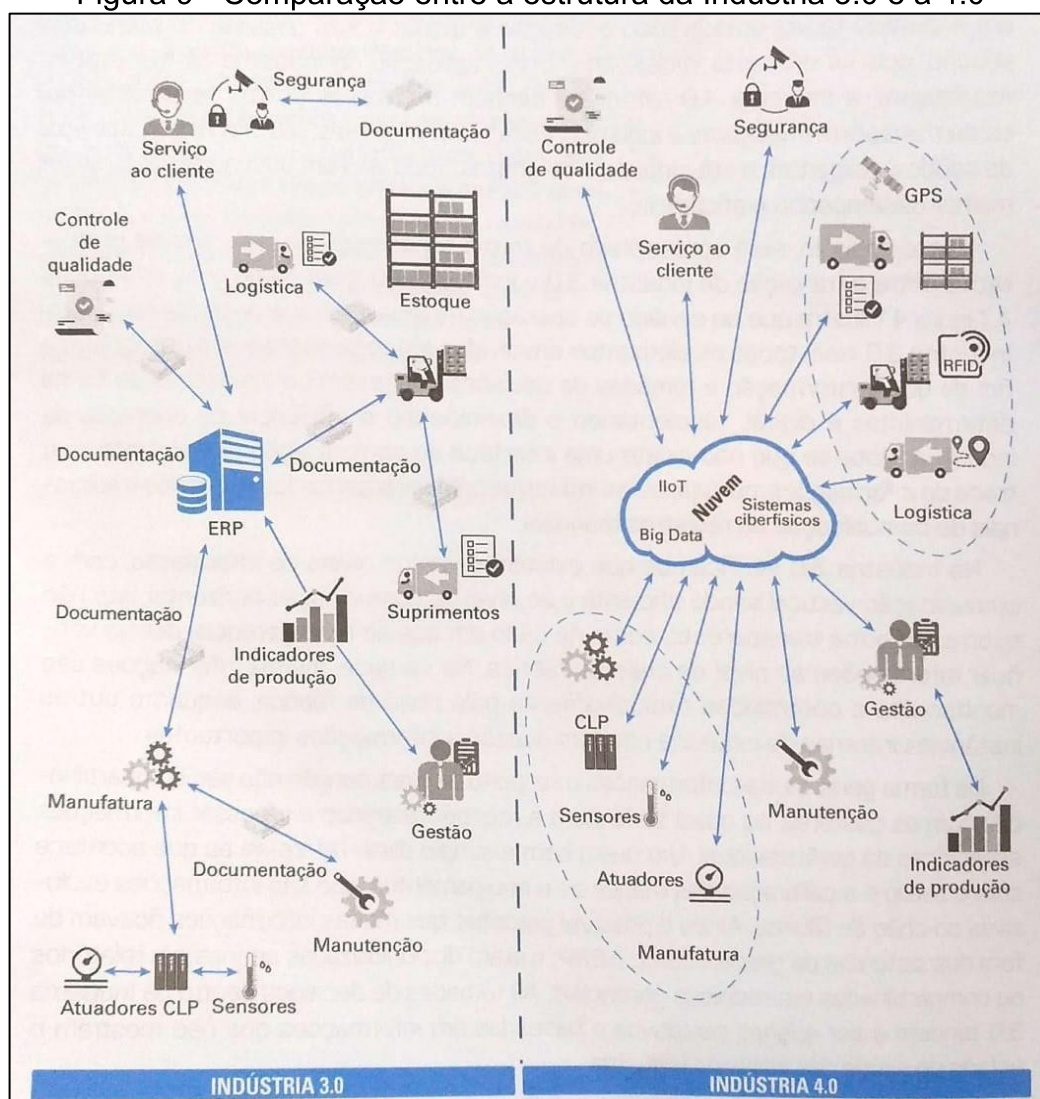 Figura 3 - Comparação entre a estrutura da Indústria 3.0 e a 4.0
Segurança
Documentação
Serviço
ao cliente
Controle
de
qualidade
Logística
Estoque
Documentação
Documentação
ERP
Documentação
Suprimentos
Indicadores
de produção
Manufatura
Gestão
Documentação
Manutenção
Atuadores CLP Sensores
INDÚSTRIA 3.0
Controle
de qualidade
Segurança
Serviço ao
cliente
GPS
RFID
Logística
IIoT
Nuvem
Sistemas
ciberfísicos
Big Data
CLP
Sensores
Gestão
Manutenção
Atuadores
Indicadores
de produção
Manufatura
INDÚSTRIA 4.0